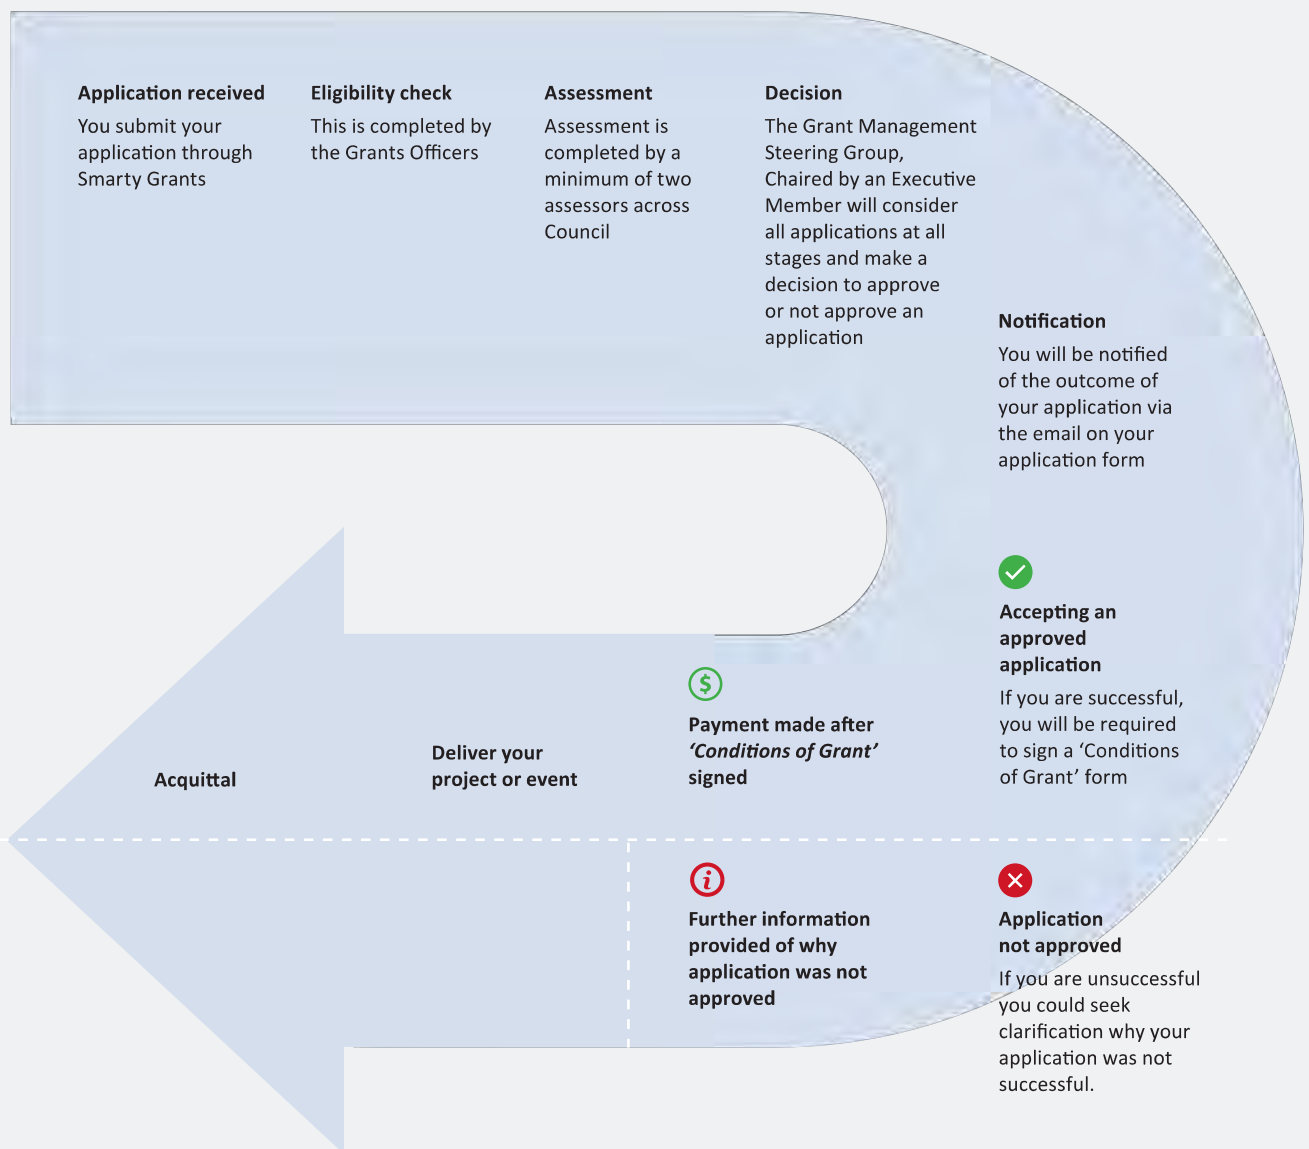 Application received
You submit your
application through
Smarty Grants
Eligibility check
This is completed by
the Grants Officers
Assessment
Assessment is
completed by a
minimum of two
assessors across
Council
Decision
The Grant Management
Steering Group,
Chaired by an Executive
Member will consider
all applications at all
stages and make a
decision to approve
or not approve an
application
Notification
You will be notified
of the outcome of
your application via
the email on your
application form
Accepting an
approved
application
If you are successful,
you will be required
to sign a ‘Conditions
of Grant’ form
$
Payment made after
‘Conditions of Grant’
signed
Deliver your
project or event
Acquittal
Application
not approved
If you are unsuccessful
you could seek
clarification why your
application was not
successful.
i
Further information
provided of why
application was not
approved